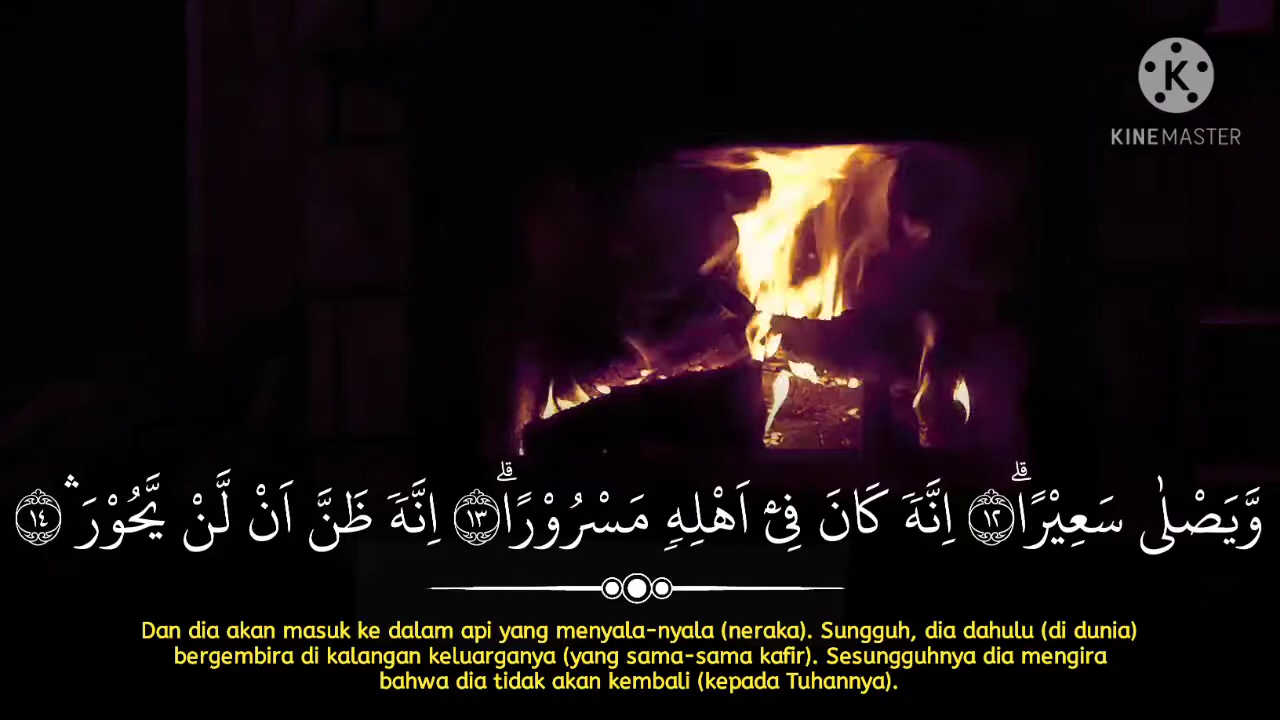 KINEMASTER
وَّيَصْلٰى سَعِيْرًاۗ ۝١٢ اِنَّهٗ كَانَ فِيْٓ اَهْلِهٖ مَسْرُوْرًاۗ ۝١٣ اِنَّهٗ ظَنَّ اَنْ لَّنْ يَّحُوْرَ ۛ ۝١٤
Dan dia akan masuk ke dalam api yang menyala-nyala (neraka). Sungguh, dia dahulu (di dunia)
bergembira di kalangan keluarganya (yang sama-sama kafir). Sesungguhnya dia mengira
bahwa dia tidak akan kembali (kepada Tuhannya).